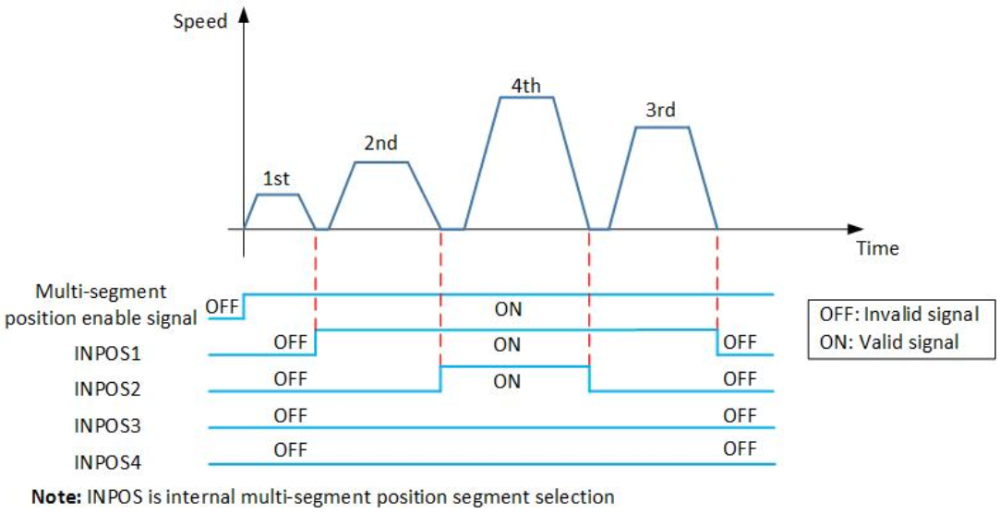 Speed
4th
3rd
2nd
1st
Time
Multi-segment
position enable signal
OFF
ON
OFF: Invalid signal
ON: Valid signal
INPOS1
OFF
ON
OFF
INPOS2
OFF
ON
OFF
INPOS3
OFF
OFF
INPOS4
OFF
OFF
Note: INPOS is internal multi-segment position segment selection